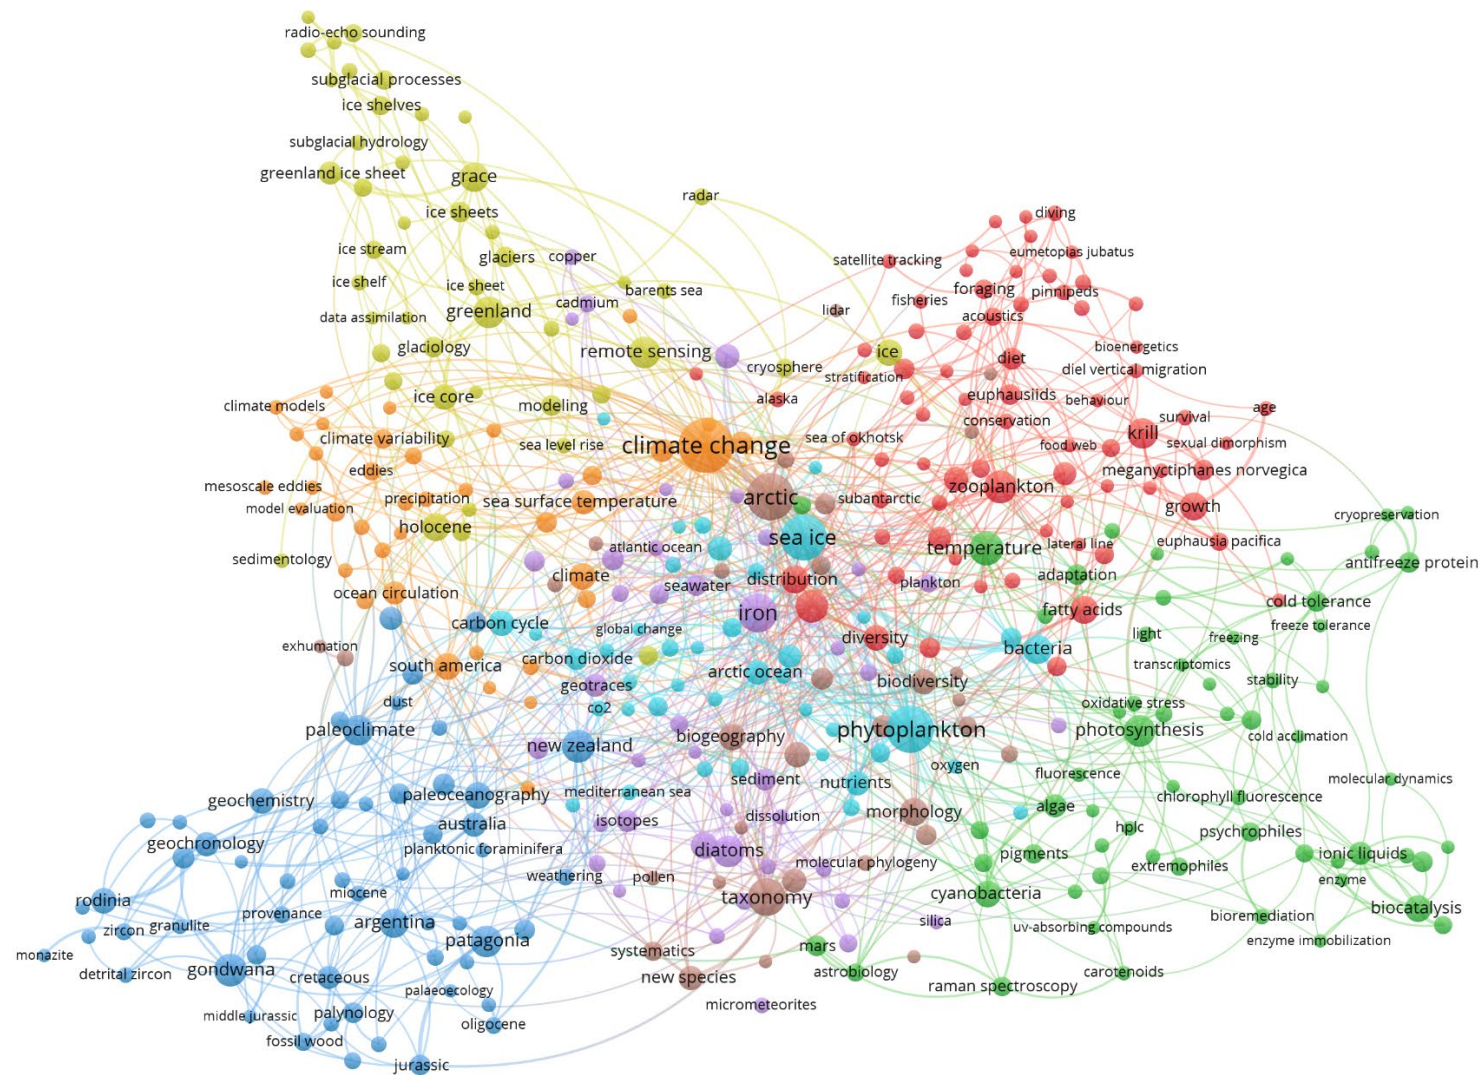 radio-echo sounding
subglacial processes
ice shelves
subglacial hydrology
greenland ice sheet
grace
radar
ice sheets
diving
ice stream
glaciers
copper
satellite tracking
eumetopias jubatus
ice shelf
ice sheet
cadmium
barents sea
foraging
pinnipeds
fisheries
greenland
lidar
acoustics
data assimilation
glaciology
remote sensing
ice
bioenergetics
cryosphere
stratification
diet
diel vertical migration
ice core
modeling
alaska
euphausiids
behaviour
climate models
conservation
survival
age
climate variability
sea level rise
climate change
sea of okhotsk
food web
krill
sexual dimorphism
eddies
meganyctiphanes norvegica
mesoscale eddies
precipitation
sea surface temperature
arctic
subantarctic
zooplankton
growth
model evaluation
cryopreservation
holocene
sea ice
atlantic ocean
temperature
lateral line
euphausia pacifica
sedimentology
climate
seawater
distribution
plankton
adaptation
antifreeze protein
ocean circulation
iron
fatty acids
cold tolerance
carbon cycle
global change
diversity
bacteria
light
freezing
freeze tolerance
exhumation
south america
carbon dioxide
arctic ocean
biodiversity
transcriptomics
stability
geotraces
dust
co2
oxidative stress
paleoclimate
new zealand
biogeography
phytoplankton
photosynthesis
cold acclimation
oxygen
fluorescence
molecular dynamics
geochemistry
paleoceanography
mediterranean sea
sediment
nutrients
chlorophyll fluorescence
australia
isotopes
dissolution
morphology
algae
hplc
psychrophiles
geochronology
planktonic foraminifera
diatoms
molecular phylogeny
pigments
extremophiles
ionic liquids
weathering
pollen
enzyme
rodinia
miocene
taxonomy
cyanobacteria
provenance
argentina
silica
biocatalysis
zircon
granulite
patagonia
bioremediation
uv-absorbing compounds
enzyme immobilization
monazite
systematics
mars
detrital zircon
gondwana
cretaceous
new species
astrobiology
raman spectroscopy
carotenoids
palaeoecology
middle jurassic
palynology
oligocene
micrometeorites
fossil wood
jurassic